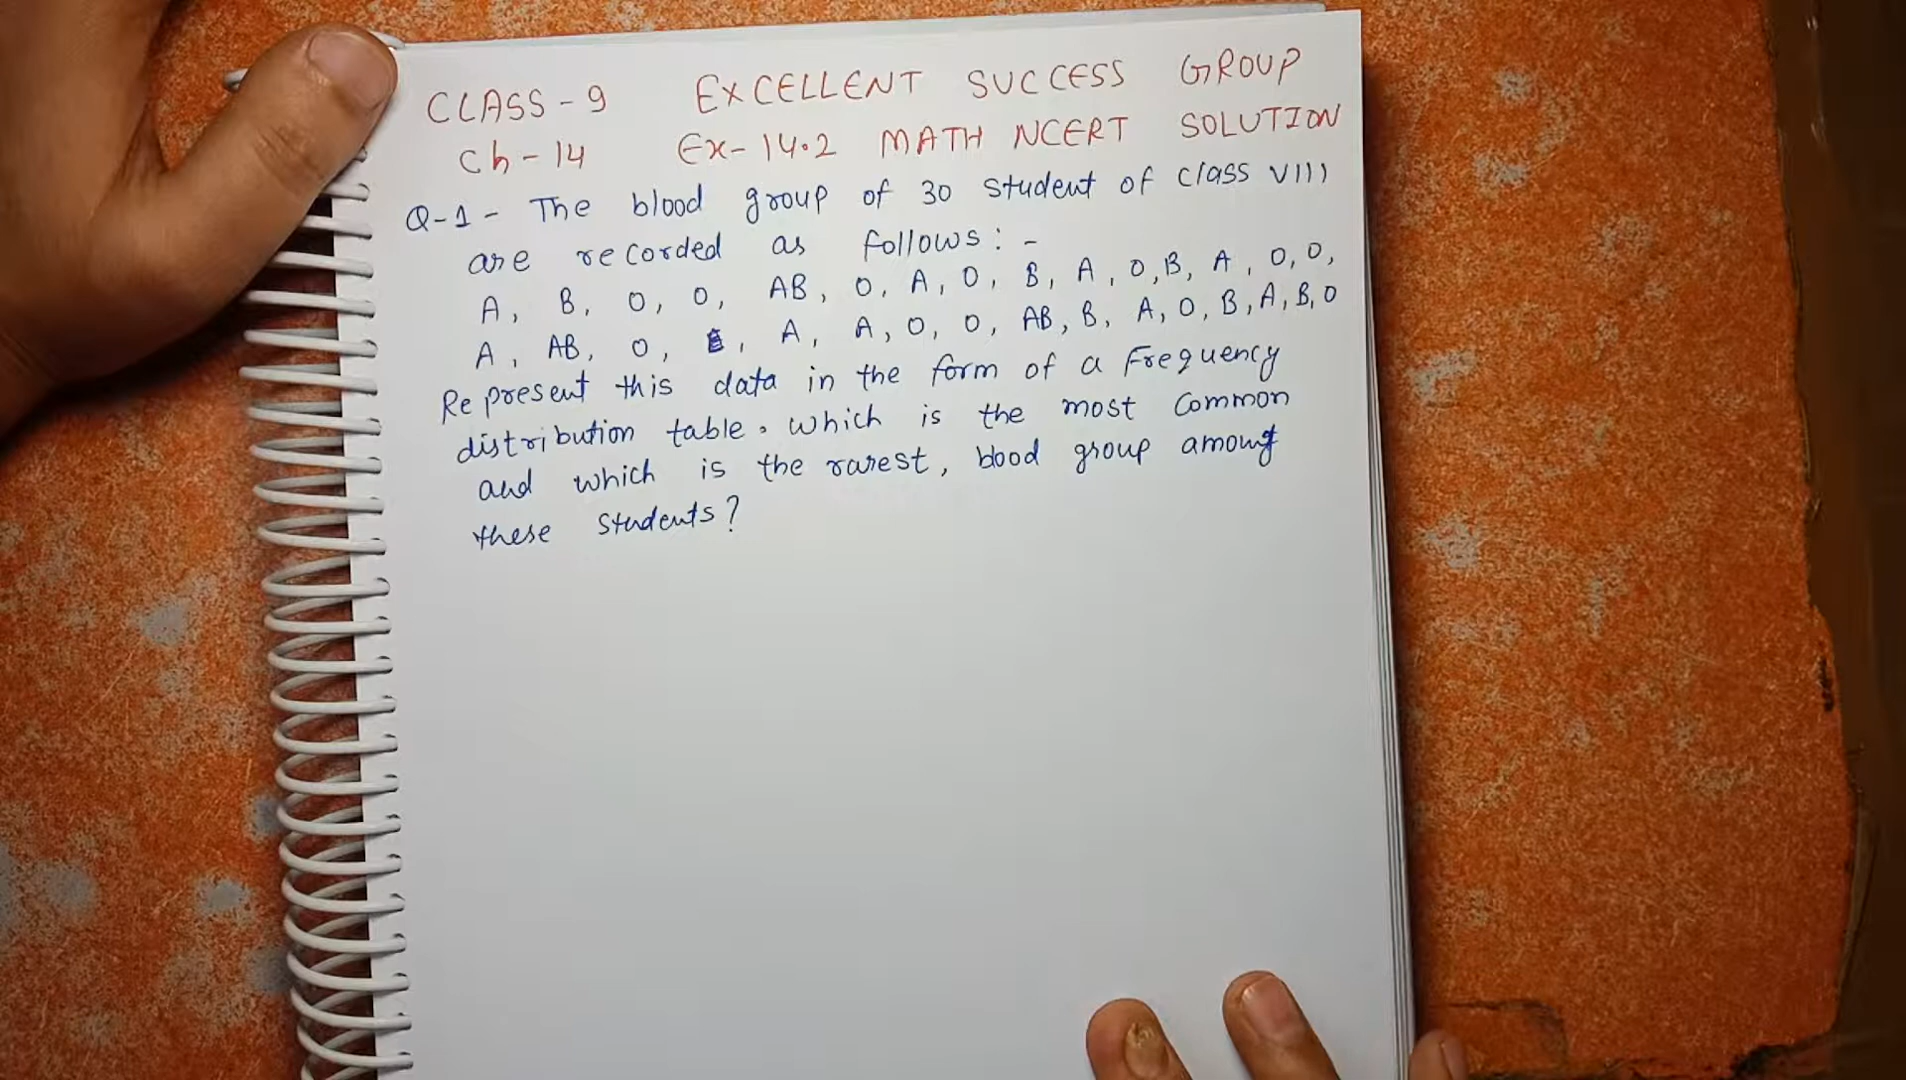 CLASS-9 EXCELLENT SUCCESS GROUP
Ch-14 Ex-14.2 MATH NCERT SOLUTION
Q-1- The blood group of 30 student of class VIII
are recorded as follows:-
A, B, O, O, AB, O, A, O, B, A, O, B, A, O, O,
A, AB, O, , A, A, O, O, AB, B, A, O, B, A, B, O
Represent this data in the form of a Frequency
distribution table. which is the most common
and which is the rarest, blood group among
these students?